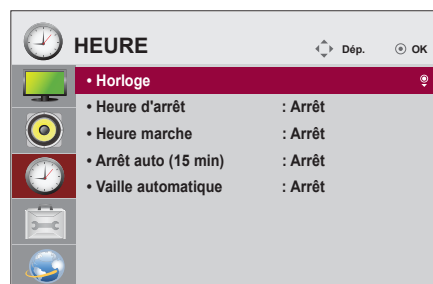 HEURE Dép. OK
• Horloge
• Heure d'arrêt : Arrêt
• Heure marche : Arrêt
• Arrêt auto (15 min) : Arrêt
• Vaille automatique : Arrêt